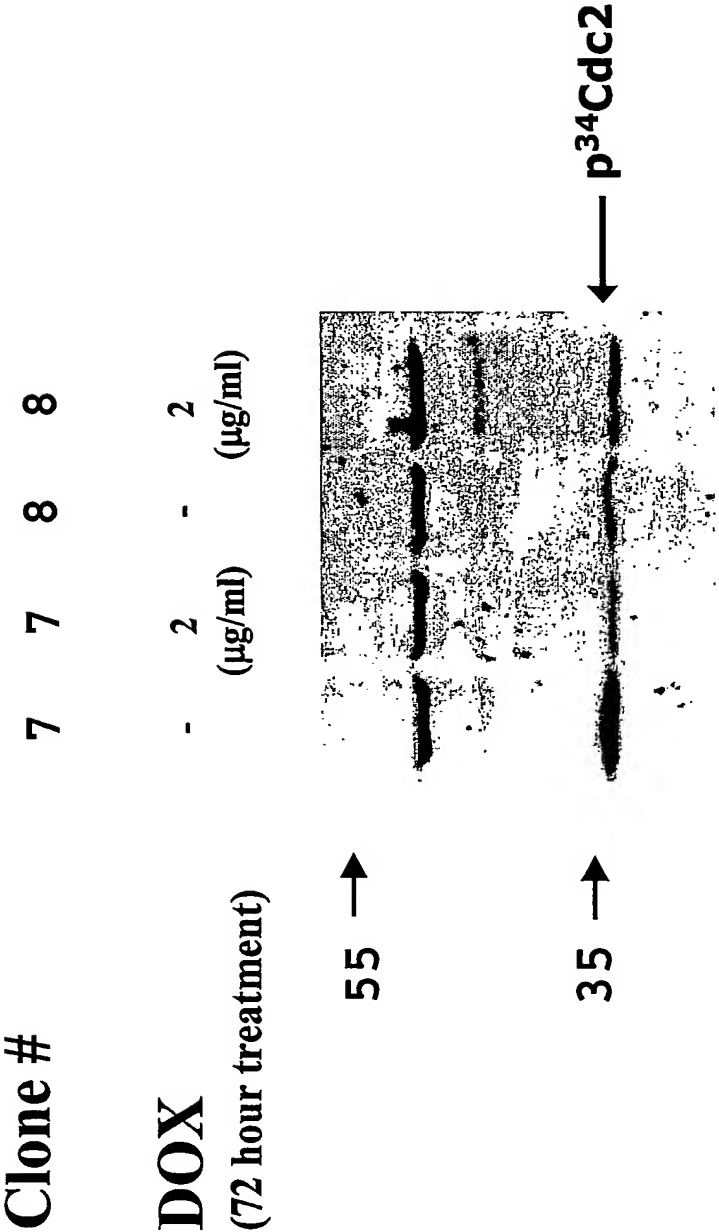 Clone # 7 7 8 8
DOX - 2 - 2
(72 hour treatment) (µg/ml) (µg/ml)
55
35
p34Cdc2